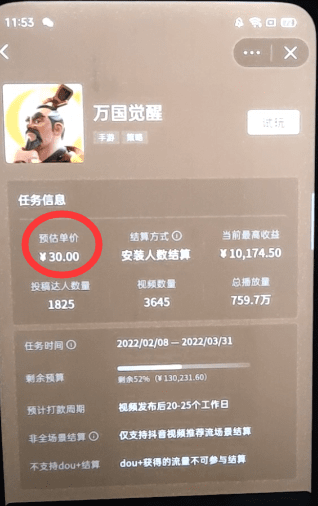 11:53
万国觉醒
手游 策略
试玩
任务信息
预估单价 结算方式 当前最高收益
¥30.00 安装人数结算 ¥10,174.50
投稿达人数量 视频数量 总播放量
1825 3645 759.7万
任务时间 2022/02/08 — 2022/03/31
剩余预算
剩余52% (¥130,231.60)
预计打款周期 视频发布后20-25个工作日
非全场景结算 仅支持抖音视频推荐流场景结算
不支持dou+结算 dou+获得的流量不可参与结算